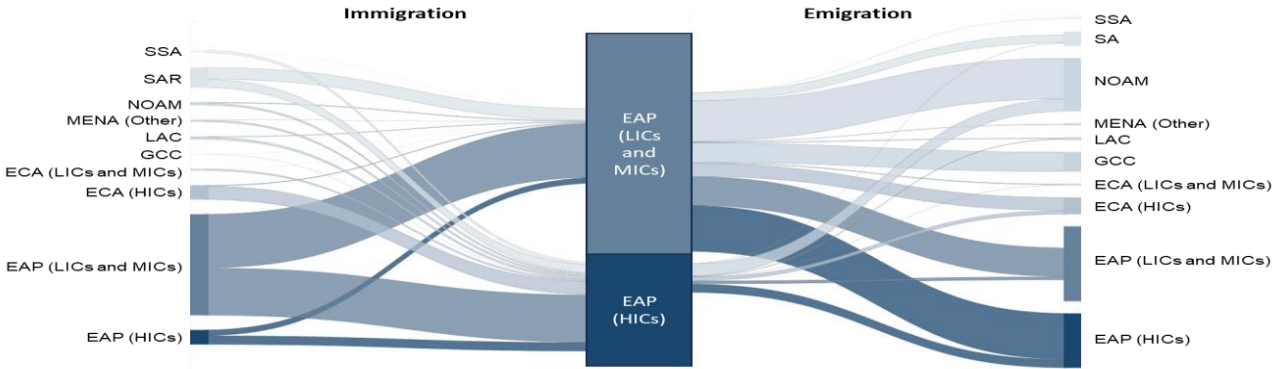 Immigration
Emigration
SSA
SAR
NOAM
MENA (Other)
LAC
GCC
ECA (LICs and MICs)
ECA (HICs)
EAP (LICs and MICs)
EAP (HICs)
EAP
(LICs
and
MICs)
EAP
(HICs)
SSA
SA
NOAM
MENA (Other)
LAC
GCC
ECA (LICs and MICs)
ECA (HICs)
EAP (LICs and MICs)
EAP (HICs)